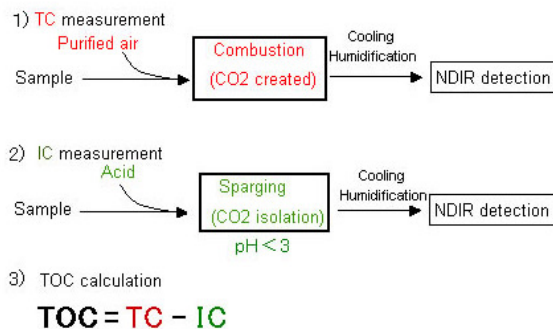 1) TC measurement
Purified air
Sample
Combustion
(CO2 created)
Cooling
Humidification
NDIR detection
2) IC measurement
Acid
Sample
Sparging
(CO2 isolation)
pH<3
Cooling
Humidification
NDIR detection
3) TOC calculation
TOC = TC - IC